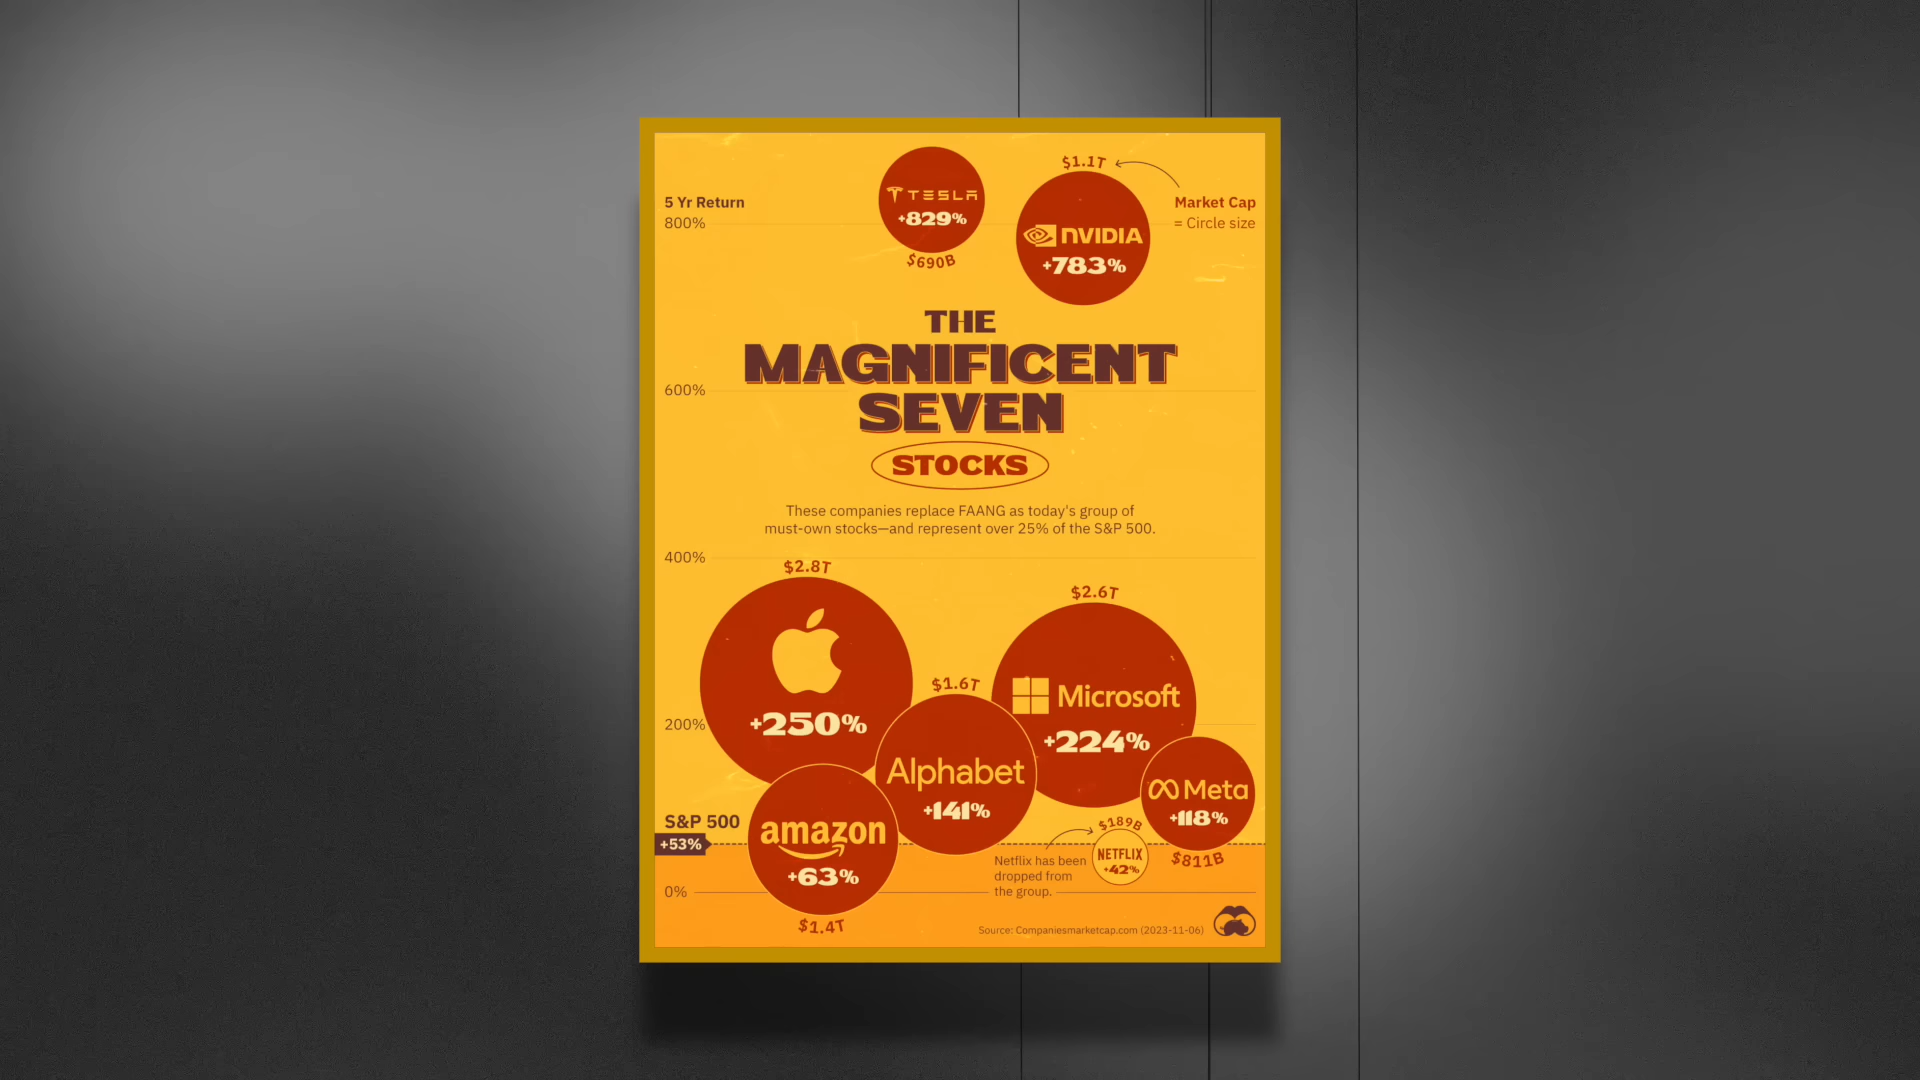 $1.1T
5 Yr Return
Market Cap
= Circle size
800%
TESLA
+829%
$690B
NVIDIA
+783%
THE
MAGNIFICENT
SEVEN
STOCKS
600%
These companies replace FAANG as today's group of
must-own stocks—and represent over 25% of the S&P 500.
400%
$2.8T
+250%
$2.6T
Microsoft
+224%
200%
$1.6T
Alphabet
+141%
Meta
+118%
$811B
S&P 500
+53%
amazon
+63%
$1.4T
$189B
NETFLIX
+42%
Netflix has been
dropped from
the group.
0%
Source: Companiesmarketcap.com (2023-11-06)